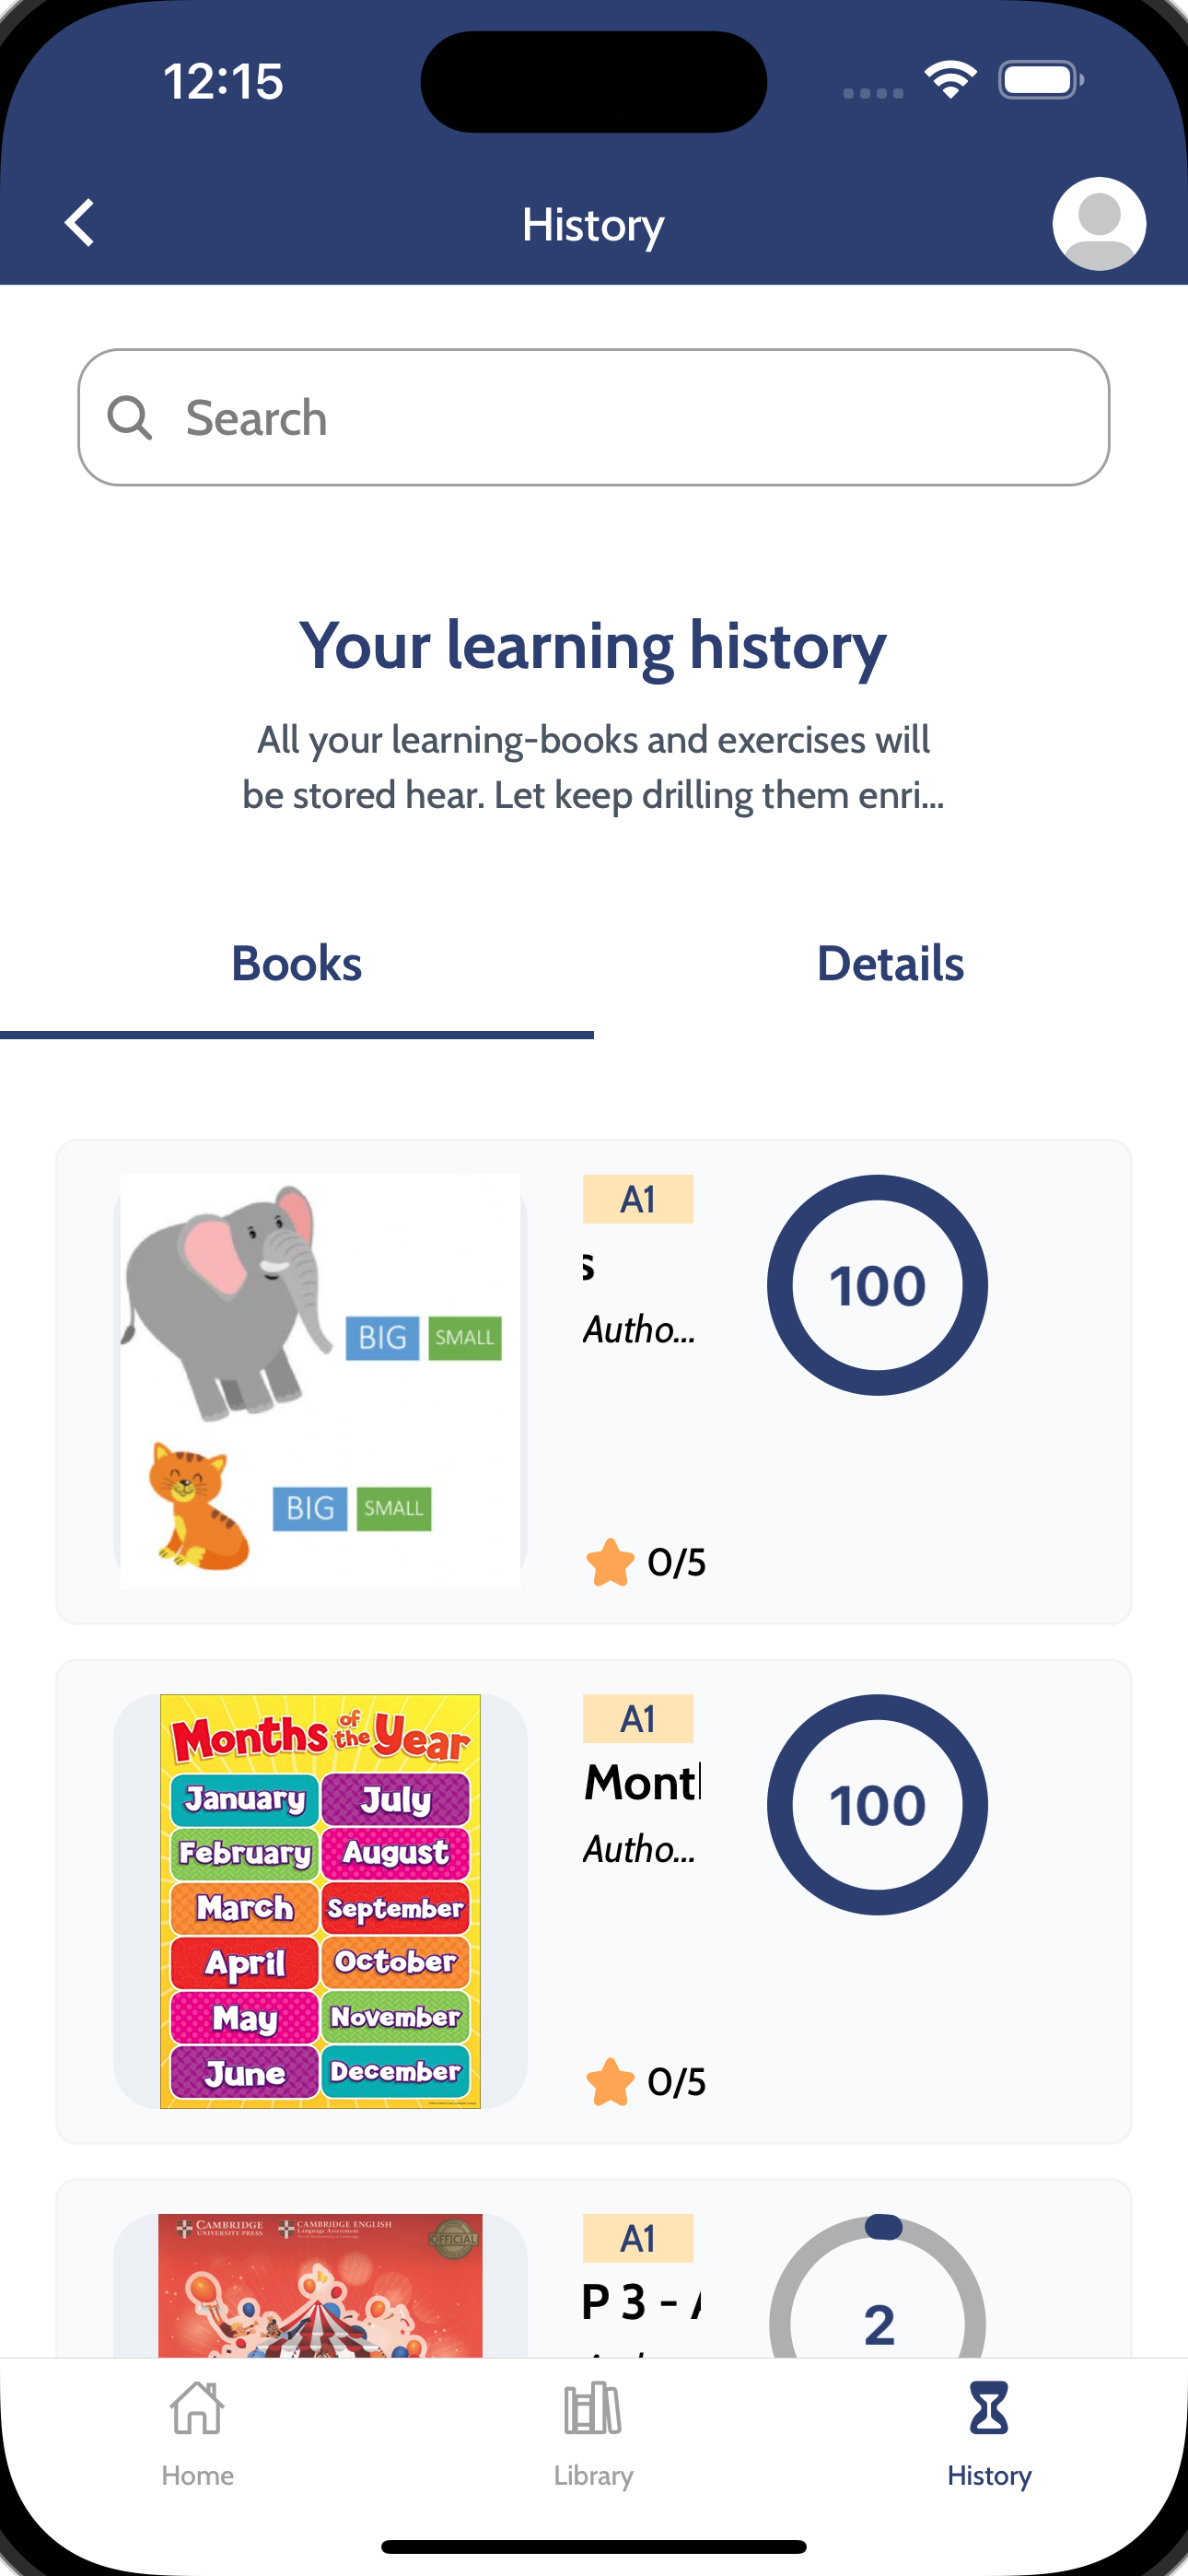 12:15
History
Search
Your learning history
All your learning-books and exercises will
be stored hear. Let keep drilling them enri...
Books
Details
A1
s
Autho...
100
BIG
SMALL
BIG
SMALL
0/5
A1
Mont
Autho...
100
Months of the Year
January
July
February
August
March
September
April
October
May
November
June
December
0/5
CAMBRIDGE
UNIVERSITY PRESS
CAMBRIDGE ENGLISH
Language Assessment
OFFICIAL
A1
P 3 -
2
Home
Library
History